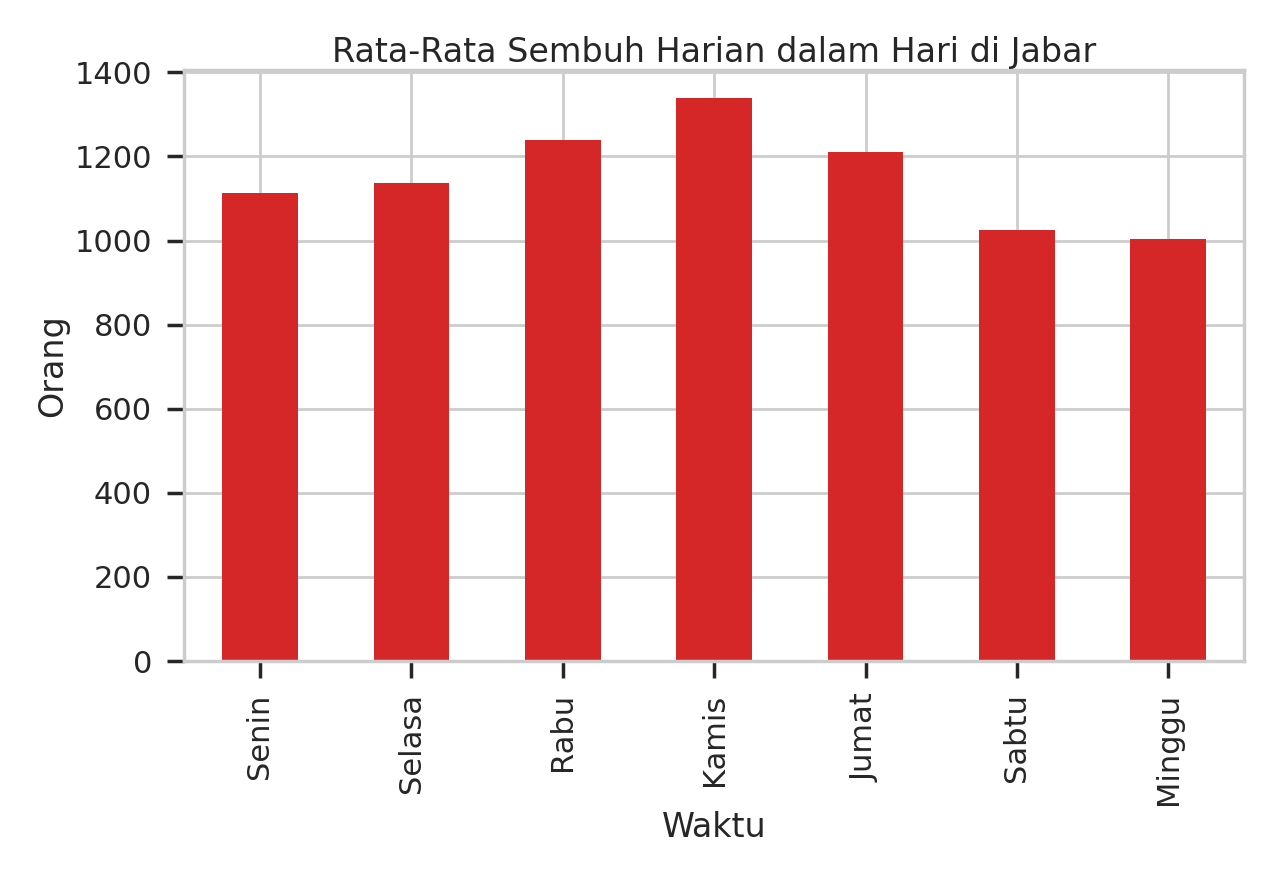 Rata-Rata Sembuh Harian dalam Hari di Jabar
1400
1200
1000
800
600
400
200
0
Orang
Senin
Selasa
Rabu
Kamis
Jumat
Sabtu
Minggu
Waktu